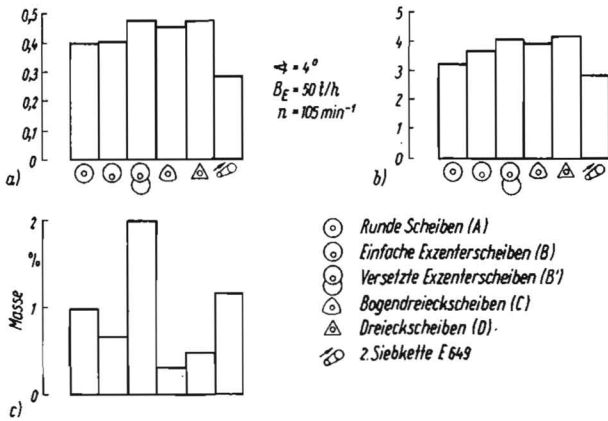 0,5
0,4
0,3
0,2
0,1
0
a)
∢ = 4°
B_E = 50 t/h
n = 105 min⁻¹
5
4
3
2
1
0
b)
2
%
1
Masse
0
c)
Runde Scheiben (A)
Einfache Exzenterscheiben (B)
Versetzte Exzenterscheiben (B')
Bogendreieckscheiben (C)
Dreieckscheiben (D)
2. Siebkette E 649